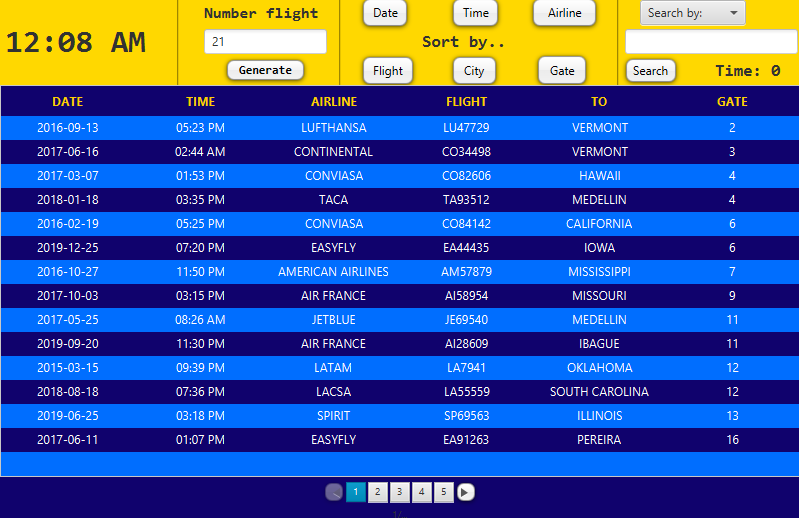 Number flight Date Time Airline Search by:
12:08 AM 21 Sort by..
Generate Flight City Gate Search Time: 0
DATE TIME AIRLINE FLIGHT TO GATE
2016-09-13 05:23 PM LUFTHANSA LU47729 VERMONT 2
2017-06-16 02:44 AM CONTINENTAL CO34498 VERMONT 3
2017-03-07 01:53 PM CONVIASA CO82606 HAWAII 4
2018-01-18 03:35 PM TACA TA93512 MEDELLIN 4
2016-02-19 05:25 PM CONVIASA CO84142 CALIFORNIA 6
2019-12-25 07:20 PM EASYFLY EA44435 IOWA 6
2016-10-27 11:50 PM AMERICAN AIRLINES AM57879 MISSISSIPPI 7
2017-10-03 03:15 PM AIR FRANCE AI58954 MISSOURI 9
2017-05-25 08:26 AM JETBLUE JE69540 MEDELLIN 11
2019-09-20 11:30 PM AIR FRANCE AI28609 IBAGUE 11
2015-03-15 09:39 PM LATAM LA7941 OKLAHOMA 12
2018-08-18 07:36 PM LACSA LA55559 SOUTH CAROLINA 12
2019-06-25 03:18 PM SPIRIT SP69563 ILLINOIS 13
2017-06-11 01:07 PM EASYFLY EA91263 PEREIRA 16
1 2 3 4 5